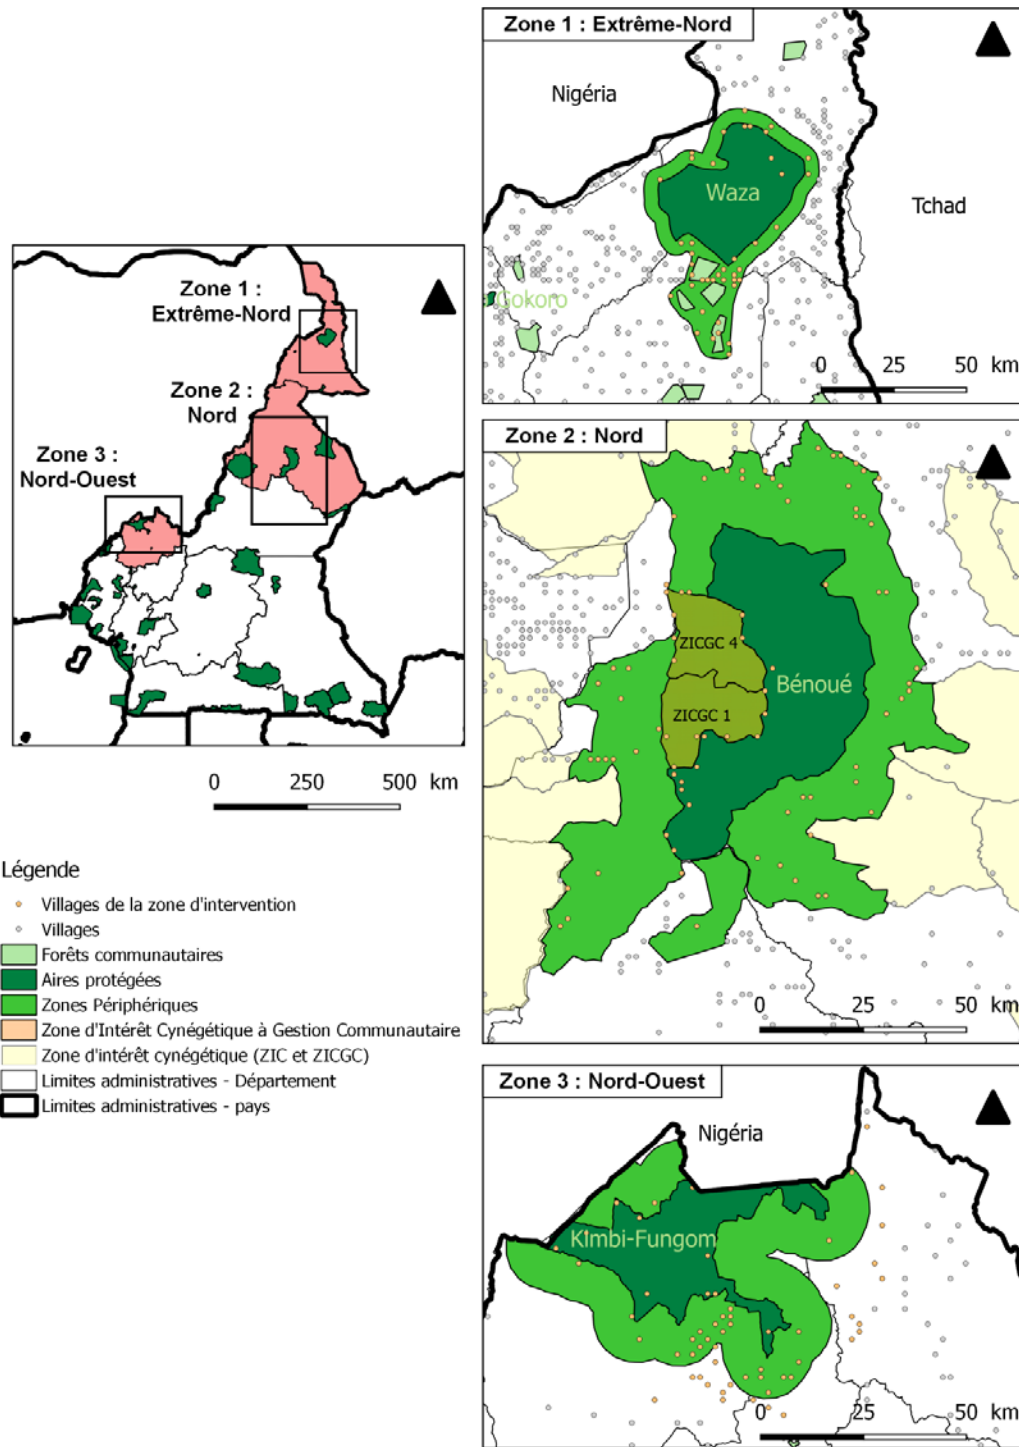 Zone 1 :
Extrême-Nord
Zone 2 :
Nord
Zone 3 :
Nord-Ouest
0 250 500 km
Légende
Villages de la zone d'intervention
Villages
Forêts communautaires
Aires protégées
Zones Périphériques
Zone d'Intérêt Cynégétique à Gestion Communautaire
Zone d'intérêt cynégétique (ZIC et ZICGC)
Limites administratives - Département
Limites administratives - pays
Zone 1 : Extrême-Nord
Nigéria
Waza
Tchad
Gokoro
0 25 50 km
Zone 2 : Nord
ZICGC 4
Bénoué
ZICGC 1
0 25 50 km
Zone 3 : Nord-Ouest
Nigéria
Kimbi-Fungom
0 25 50 km